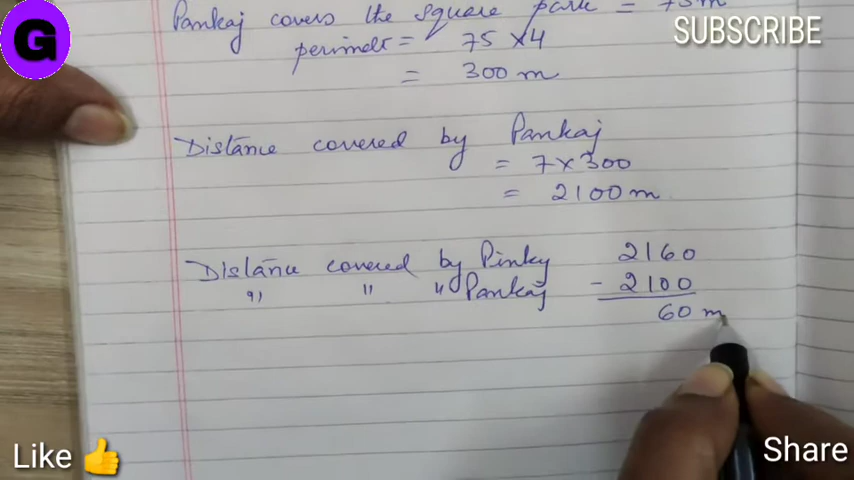 G
Pankaj covers the square park = 75m
SUBSCRIBE
perimeter = 75 x 4
= 300 m
Distance covered by Pankaj
= 7 x 300
= 2100 m
Distance covered by Pinky 2160
" " " Pankaj - 2100
60 m
Like 👍
Share